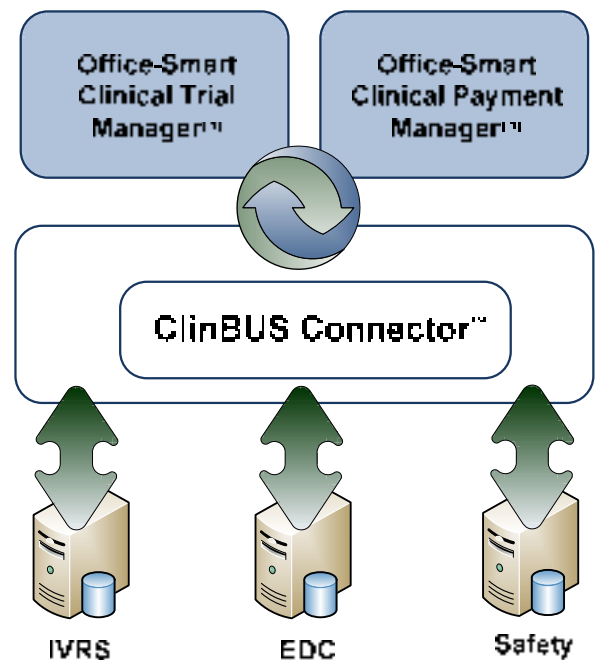 Office-Smart
Clinical Trial
Manager™
Office-Smart
Clinical Payment
Manager™
ClinBUS Connector™
IVRS
EDC
Safety